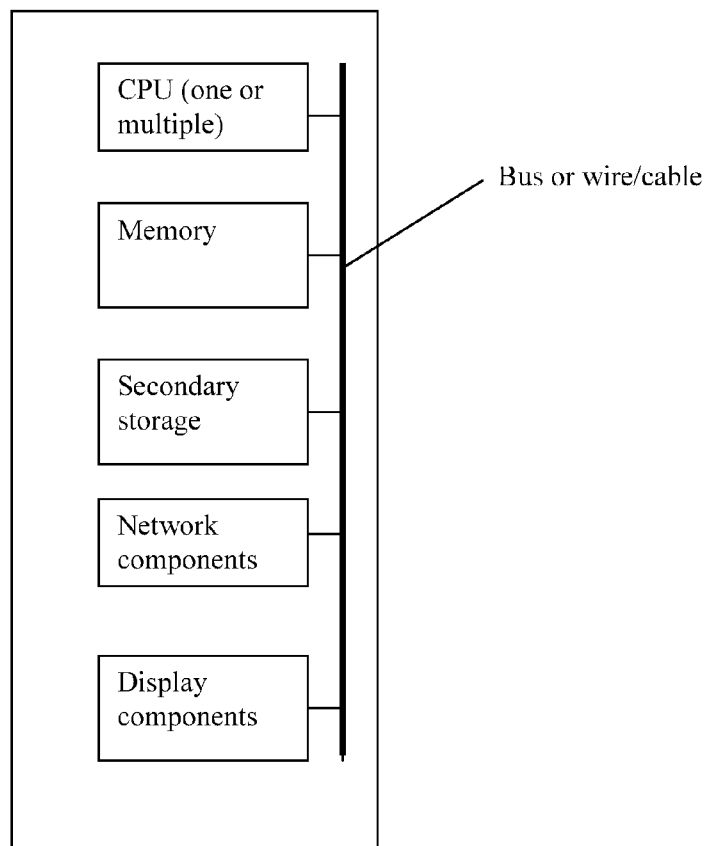 CPU (one or
multiple)
Bus or wire/cable
Memory
Secondary
storage
Network
components
Display
components